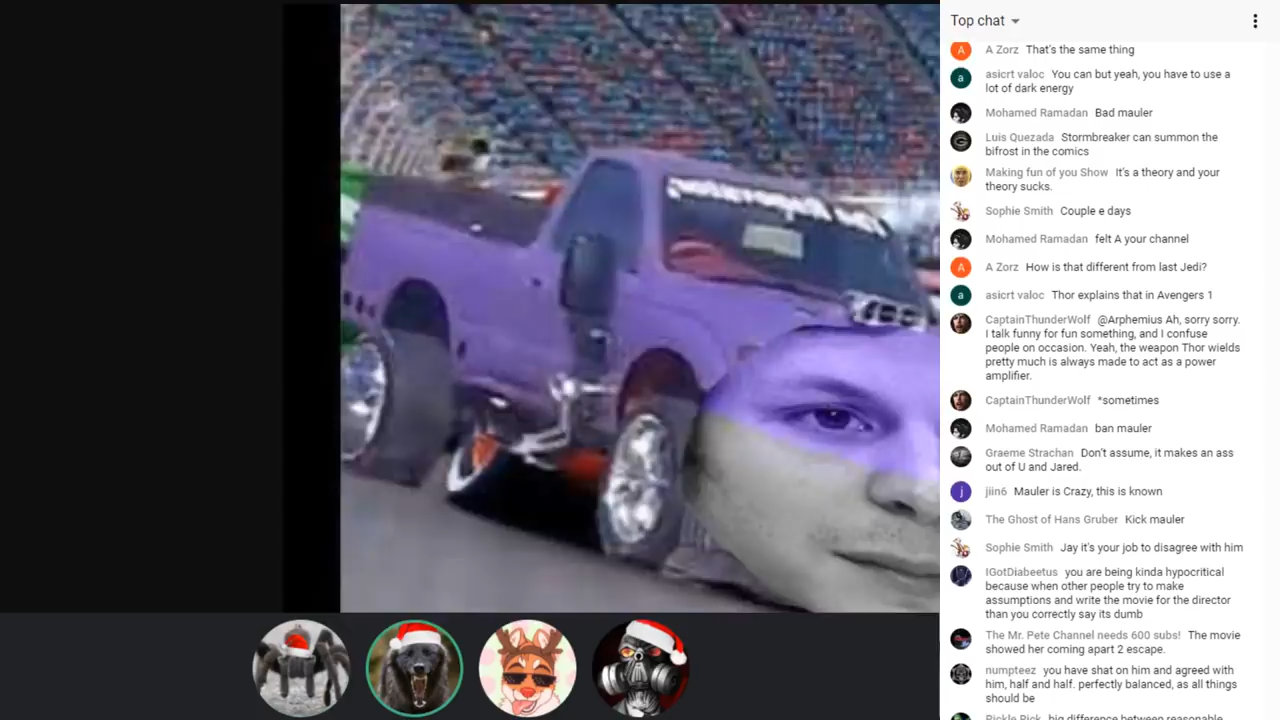 Top chat
A Zorz That's the same thing
asicrt valoc You can but yeah, you have to use a
lot of dark energy
Mohamed Ramadan Bad mauler
Luis Quezada Stormbreaker can summon the
bifrost in the comics
Making fun of you Show It's a theory and your
theory sucks.
Sophie Smith Couple e days
Mohamed Ramadan felt A your channel
A Zorz How is that different from last Jedi?
asicrt valoc Thor explains that in Avengers 1
CaptainThunderWolf @Arphemius Ah, sorry sorry.
I talk funny for fun something, and I confuse
people on occasion. Yeah, the weapon Thor wields
pretty much is always made to act as a power
amplifier.
CaptainThunderWolf *sometimes
Mohamed Ramadan ban mauler
Graeme Strachan Don't assume, it makes an ass
out of U and Jared.
jiin6 Mauler is Crazy, this is known
The Ghost of Hans Gruber Kick mauler
Sophie Smith Jay it's your job to disagree with him
IGotDiabeetus you are being kinda hypocritical
because when other people try to make
assumptions and write the movie for the director
than you correctly say its dumb
The Mr. Pete Channel needs 600 subs! The movie
showed her coming apart 2 escape.
numpteez you have shat on him and agreed with
him, half and half. perfectly balanced, as all things
should be
Pickle Rick big difference between reasonable